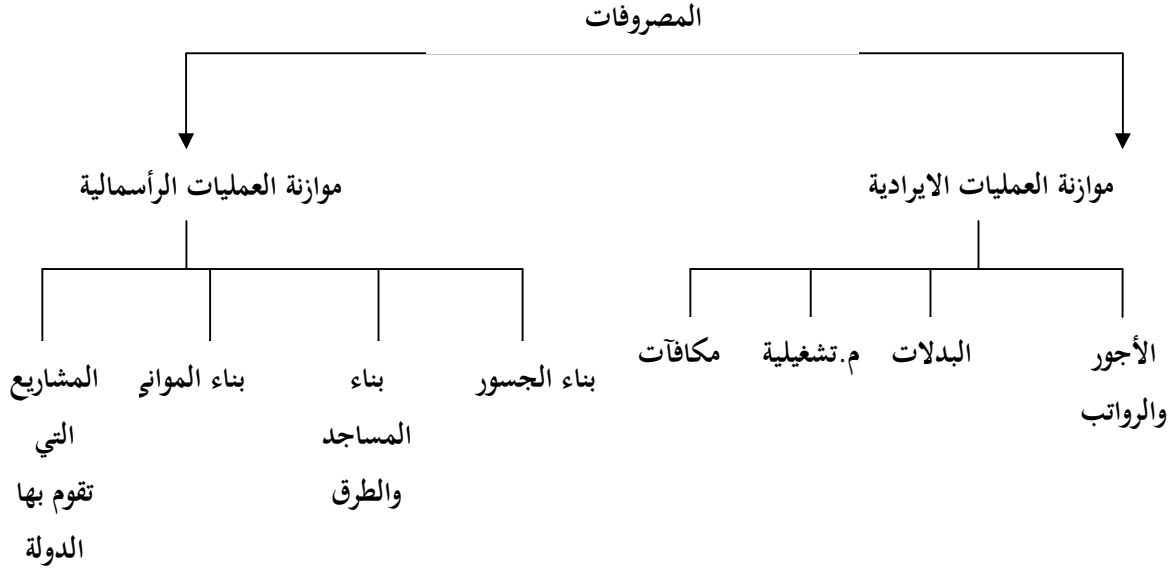 المصروفات
موازنة العمليات الايرادية
موازنة العمليات الرأسمالية
الأجور
والرواتب
البدلات
م.تشغيلية
مكافآت
بناء الجسور
بناء
المساجد
والطرق
بناء المواني
المشاريع
التي
تقوم بها
الدولة